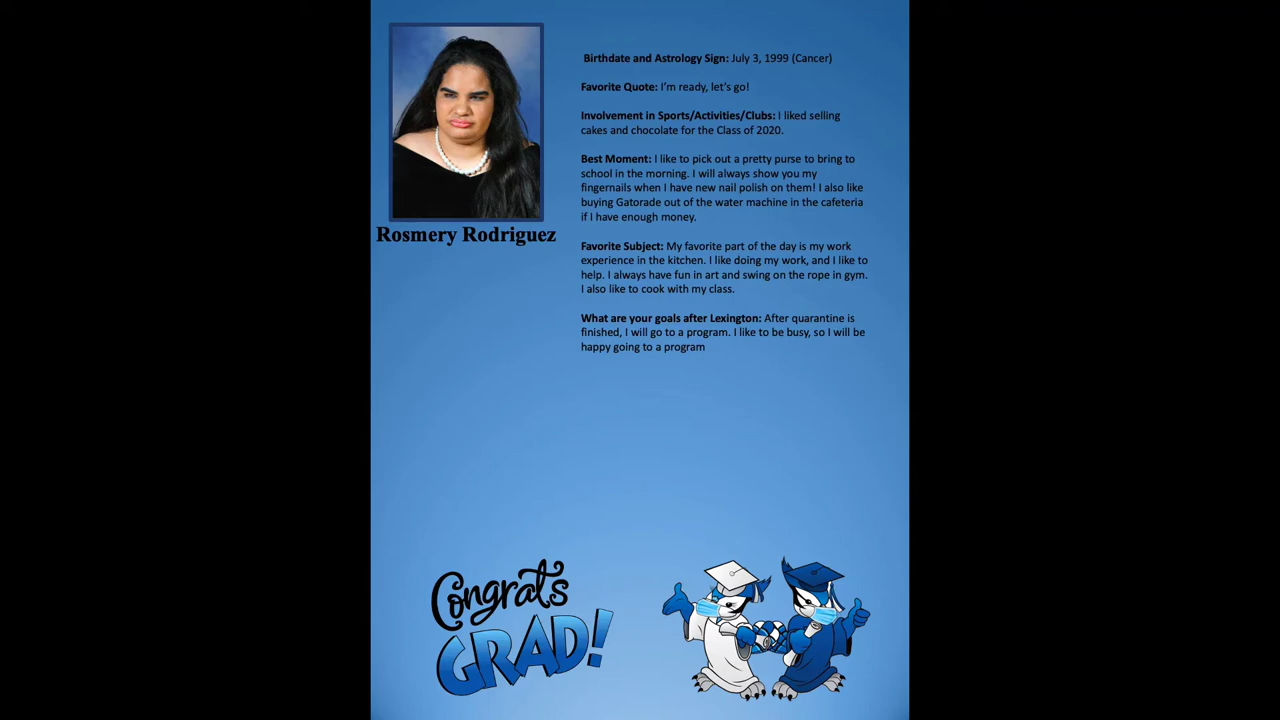 Rosmery Rodriguez
Birthdate and Astrology Sign: July 3, 1999 (Cancer)
Favorite Quote: I’m ready, let’s go!
Involvement in Sports/Activities/Clubs: I liked selling
cakes and chocolate for the Class of 2020.
Best Moment: I like to pick out a pretty purse to bring to
school in the morning. I will always show you my
fingernails when I have new nail polish on them! I also like
buying Gatorade out of the water machine in the cafeteria
if I have enough money.
Favorite Subject: My favorite part of the day is my work
experience in the kitchen. I like doing my work, and I like to
help. I always have fun in art and swing on the rope in gym.
I also like to cook with my class.
What are your goals after Lexington: After quarantine is
finished, I will go to a program. I like to be busy, so I will be
happy going to a program
Congrats
GRAD!